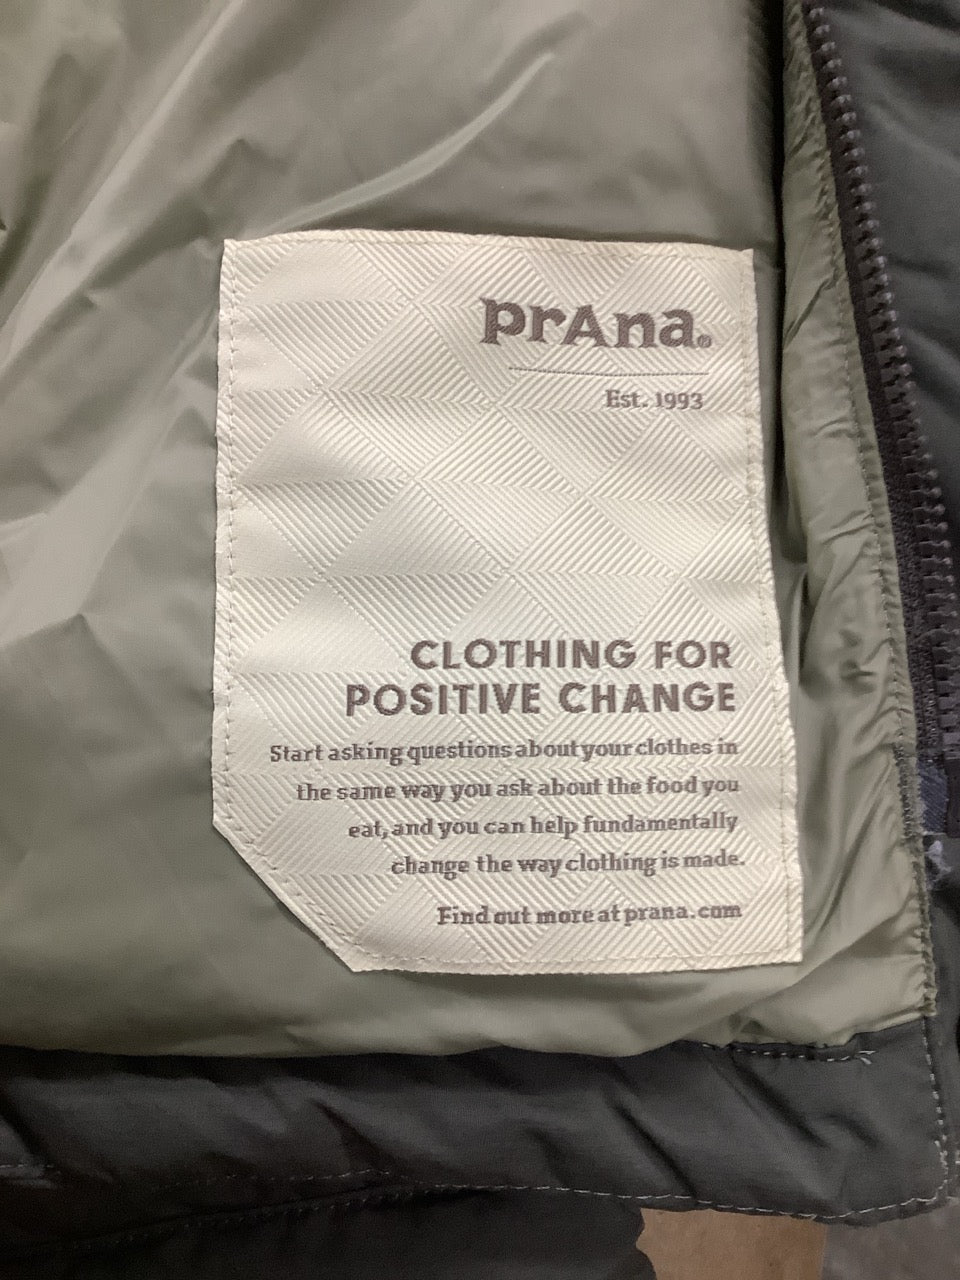 prAna®
Est. 1993
CLOTHING FOR
POSITIVE CHANGE
Start asking questions about your clothes in
the same way you ask about the food you
eat, and you can help fundamentally
change the way clothing is made.
Find out more at prana.com